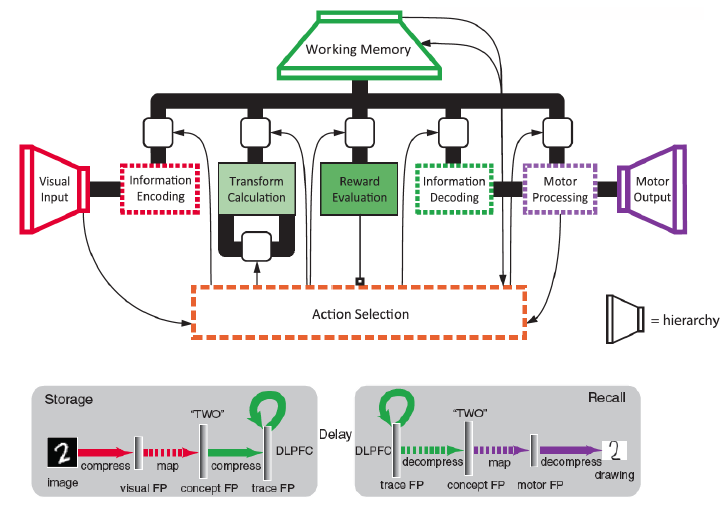 Working Memory
Visual
Input
Information
Encoding
Transform
Calculation
Reward
Evaluation
Information
Decoding
Motor
Processing
Motor
Output
Action Selection
= hierarchy
Storage
"TWO"
DLPFC
compress
map
compress
image
visual FP
concept FP
trace FP
2
Delay
Recall
"TWO"
DLPFC
decompress
map
decompress
trace FP
concept FP
motor FP
drawing
2